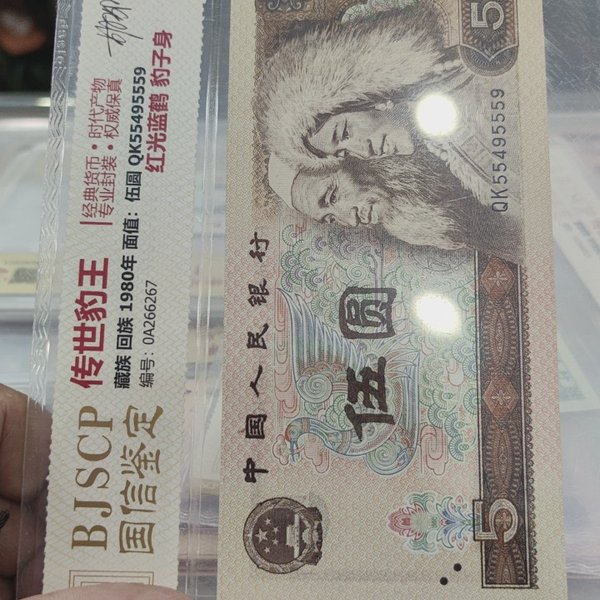 BJSCP
国信鉴定
传世豹王
经典货币：时代产物
专业封装：权威保真
藏族 回族 1980年 面值：伍圆 QK55495559
编号：0A266267
红光蓝鹤 豹子身
中国人民银行
伍圆
QK55495559
5
5